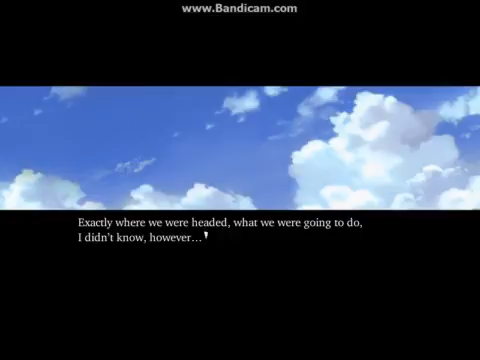 www.Bandicam.com
Exactly where we were headed, what we were going to do,
I didn't know, however…